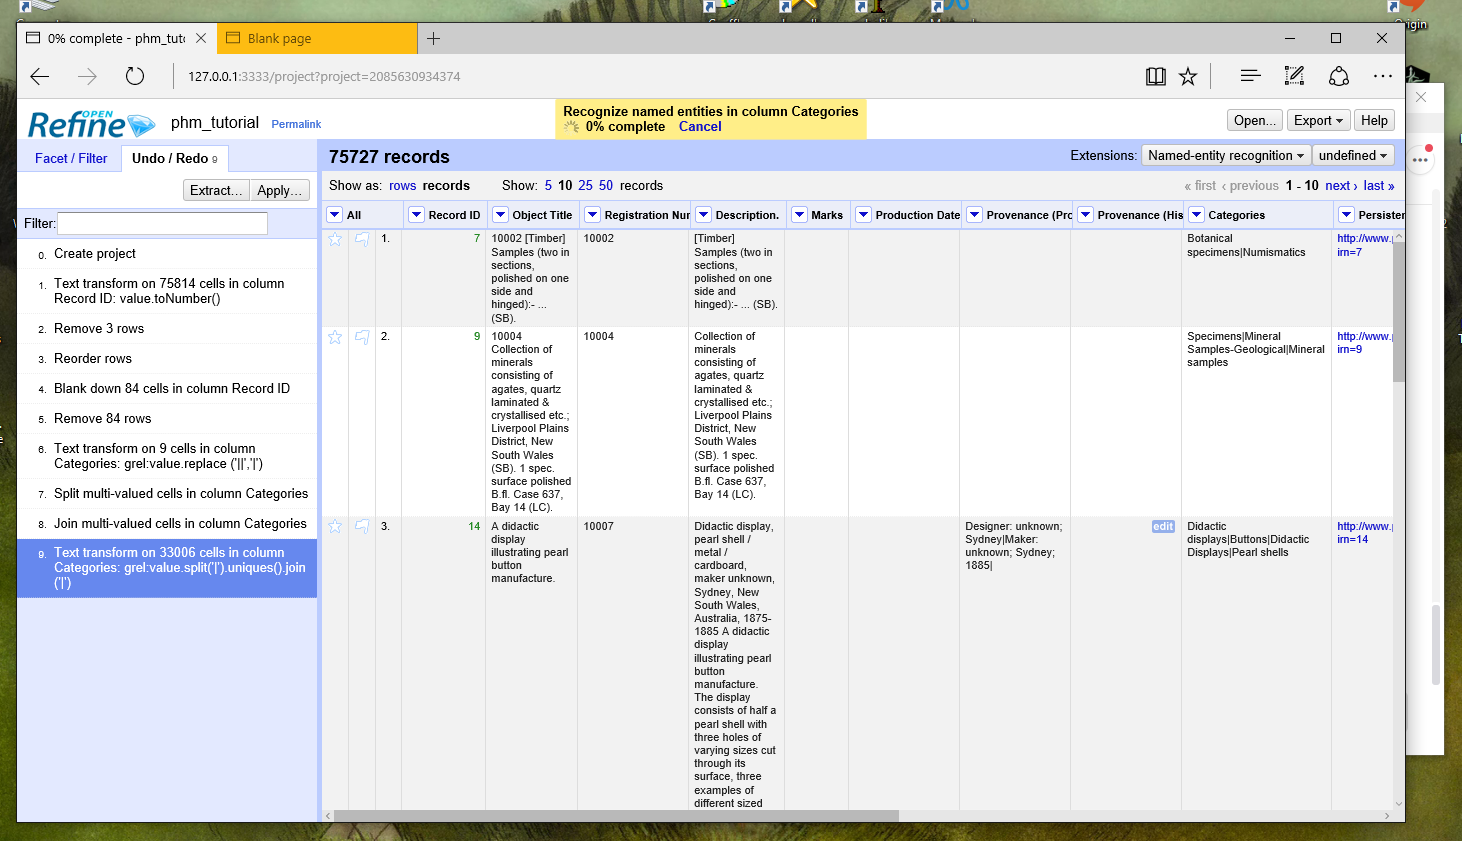 Origin
0% complete - phm_tuto
Blank page
127.0.0.1:3333/project?project=2085630934374
OPEN
Refine
phm_tutorial
Permalink
Recognize named entities in column Categories
0% complete Cancel
Open...
Export
Help
Facet / Filter
Undo / Redo 9
75727 records
Extensions:
Named-entity recognition
undefined
Extract...
Apply...
Show as: rows records
Show: 5 10 25 50 records
« first ‹ previous 1 - 10 next › last »
Filter:
All
Record ID
Object Title
Registration Nur
Description.
Marks
Production Date
Provenance (Prc
Provenance (His
Categories
Persister
0. Create project
1. Text transform on 75814 cells in column
Record ID: value.toNumber()
2. Remove 3 rows
3. Reorder rows
4. Blank down 84 cells in column Record ID
5. Remove 84 rows
6. Text transform on 9 cells in column
Categories: grel:value.replace ('||','|')
7. Split multi-valued cells in column Categories
8. Join multi-valued cells in column Categories
9. Text transform on 33006 cells in column
Categories: grel:value.split('|').uniques().join
('|')
1.
7
10002 [Timber]
Samples (two in
sections,
polished on one
side and
hinged):- ...
(SB).
10002
[Timber]
Samples (two in
sections,
polished on one
side and
hinged):- ... (SB).
Botanical
specimens|Numismatics
http://www.p
irn=7
2.
9
10004
Collection of
minerals
consisting of
agates, quartz
laminated &
crystallised etc.;
Liverpool Plains
District, New
South Wales
(SB). 1 spec.
surface polished
B.fl. Case 637,
Bay 14 (LC).
10004
Collection of
minerals
consisting of
agates, quartz
laminated &
crystallised etc.;
Liverpool Plains
District, New
South Wales
(SB). 1 spec.
surface polished
B.fl. Case 637,
Bay 14 (LC).
Specimens|Mineral
Samples-Geological|Mineral
samples
http://www.p
irn=9
3.
14
A didactic
display
illustrating pearl
button
manufacture.
10007
Didactic display,
pearl shell /
metal /
cardboard,
maker unknown,
Sydney, New
South Wales,
Australia, 1875-
1885 A didactic
display
illustrating pearl
button
manufacture.
The display
consists of half a
pearl shell with
three holes of
varying sizes cut
through its
surface, three
examples of
different sized
Designer: unknown;
Sydney|Maker:
unknown; Sydney;
1885|
edit
Didactic
displays|Buttons|Didactic
Displays|Pearl shells
http://www.p
irn=14